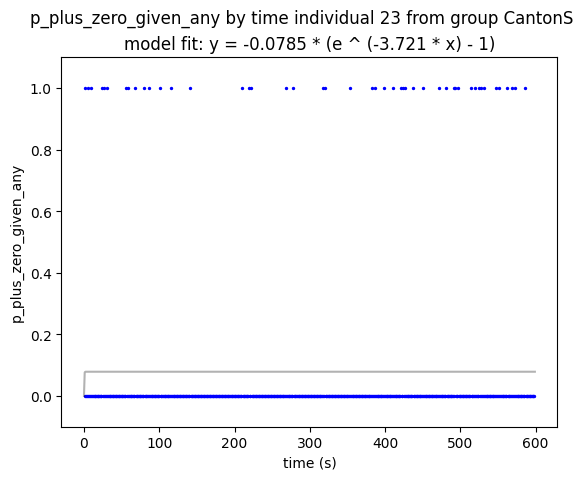 p_plus_zero_given_any by time individual 23 from group CantonS
model fit: y = -0.0785 * (e ^ (-3.721 * x) - 1)
p_plus_zero_given_any
1.0
0.8
0.6
0.4
0.2
0.0
0 100 200 300 400 500 600
time (s)